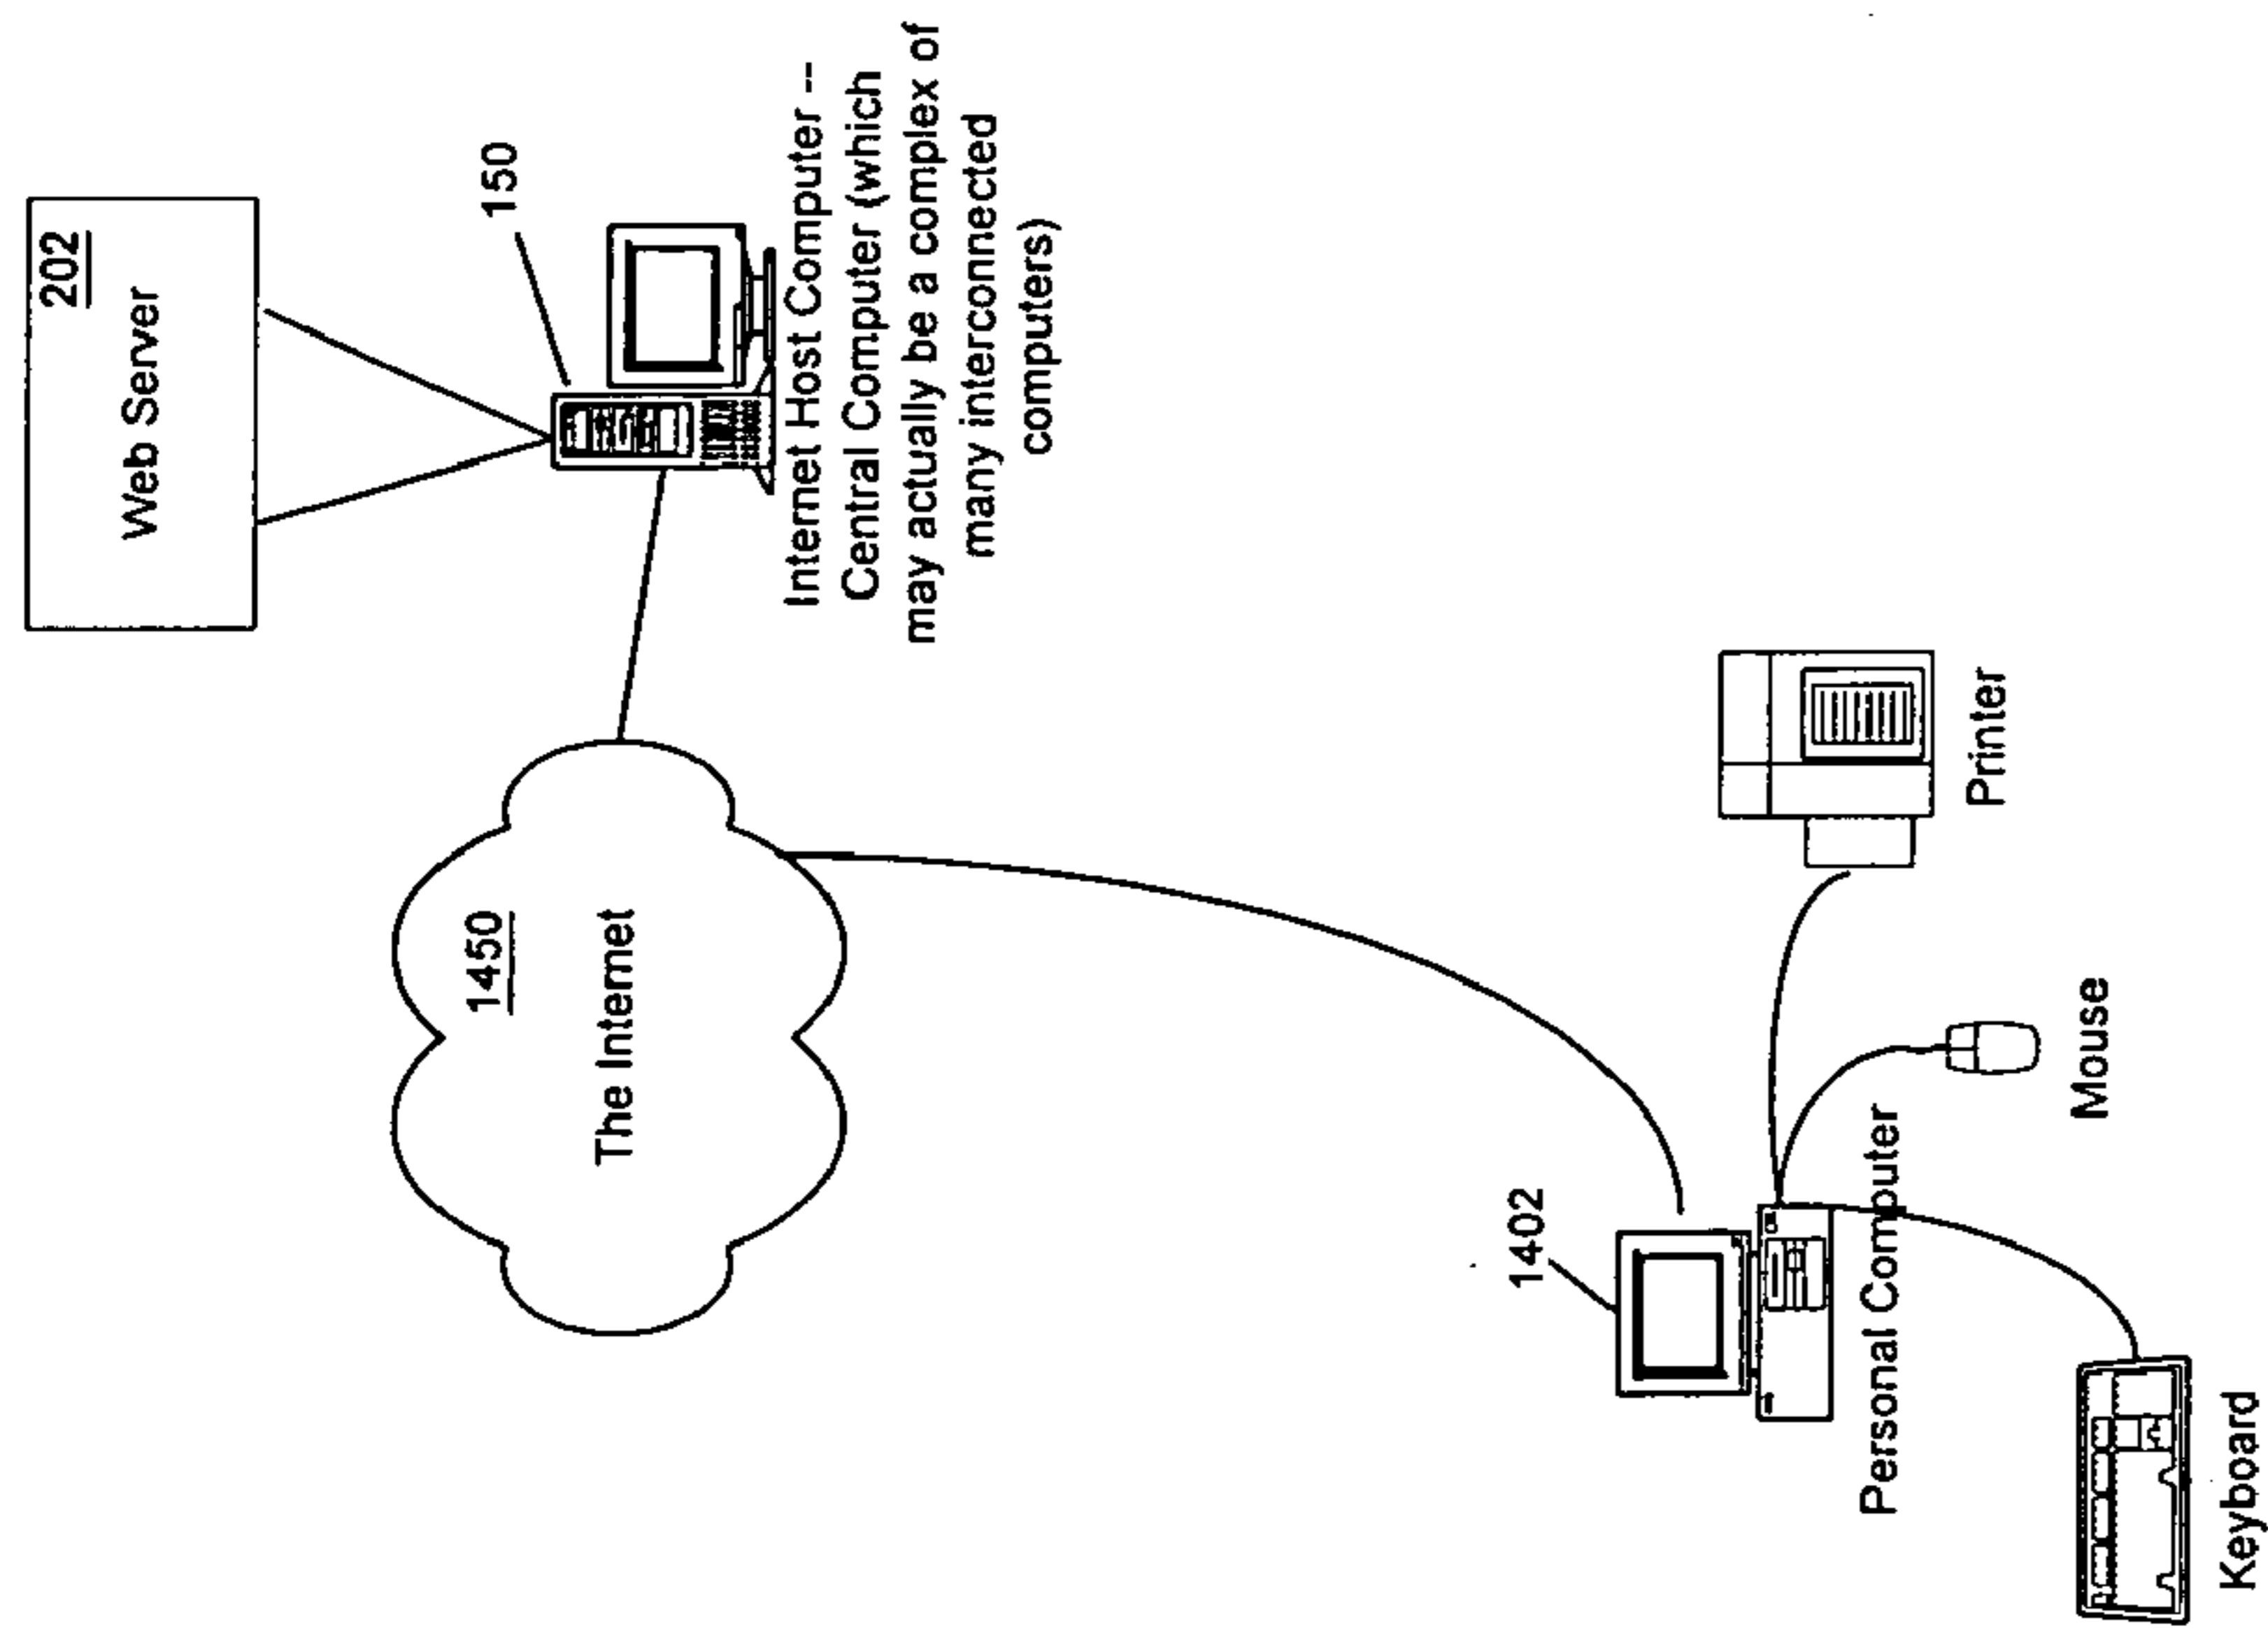 202
Web Server
150
Internet Host Computer --
Central Computer (which
may actually be a complex of
many interconnected
computers)
1450
The Internet
1402
Personal Computer
Printer
Mouse
Keyboard